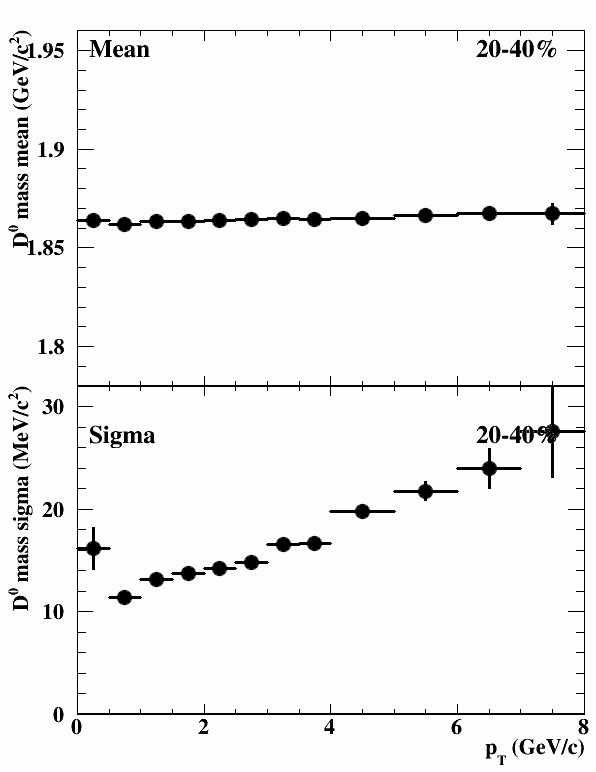 D⁰ mass mean (GeV/c²)
1.95
1.9
1.85
1.8
Mean
20-40%
D⁰ mass sigma (MeV/c²)
30
20
10
0
Sigma
20-40%
0 2 4 6 8
p_T (GeV/c)